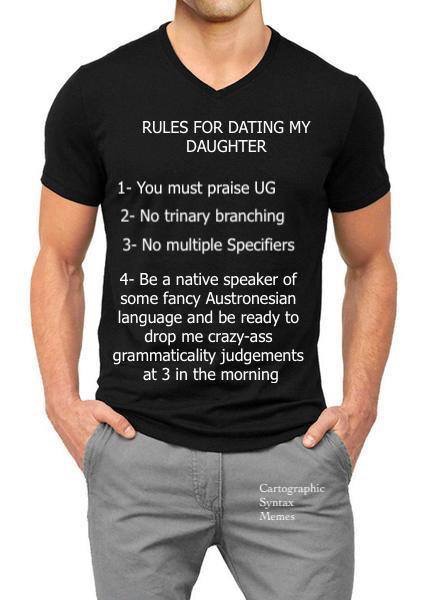 RULES FOR DATING MY
DAUGHTER
1- You must praise UG
2- No trinary branching
3- No multiple Specifiers
4- Be a native speaker of
some fancy Austronesian
language and be ready to
drop me crazy-ass
grammaticality judgements
at 3 in the morning
Cartographic
Syntax
Memes